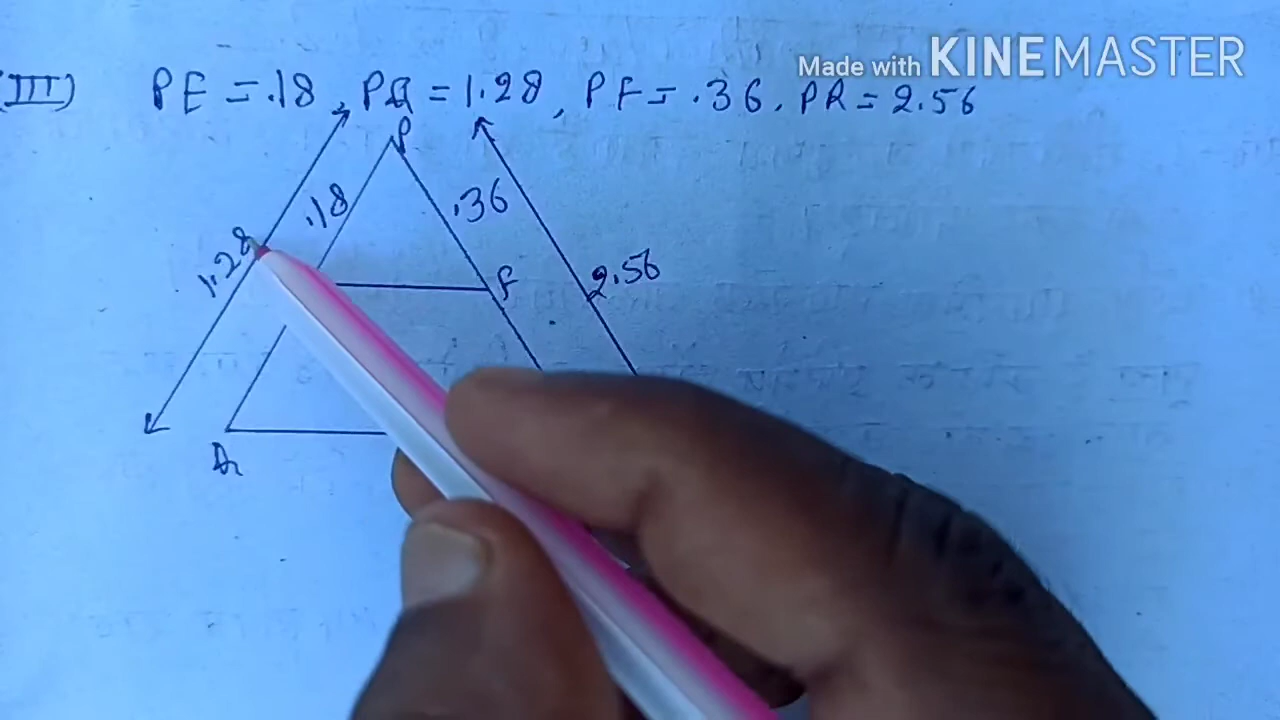 Made with KINEMASTER
(III) PE = .18, PQ = 1.28, PF = .36, PR = 2.56
P
.18
.36
1.28
2.56
F
Q